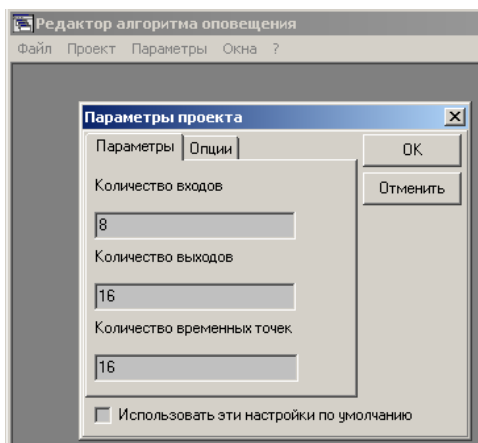 Редактор алгоритма оповещения
Файл Проект Параметры Окна ?
Параметры проекта
Параметры Опции
OK
Отменить
Количество входов
8
Количество выходов
16
Количество временных точек
16
Использовать эти настройки по умолчанию